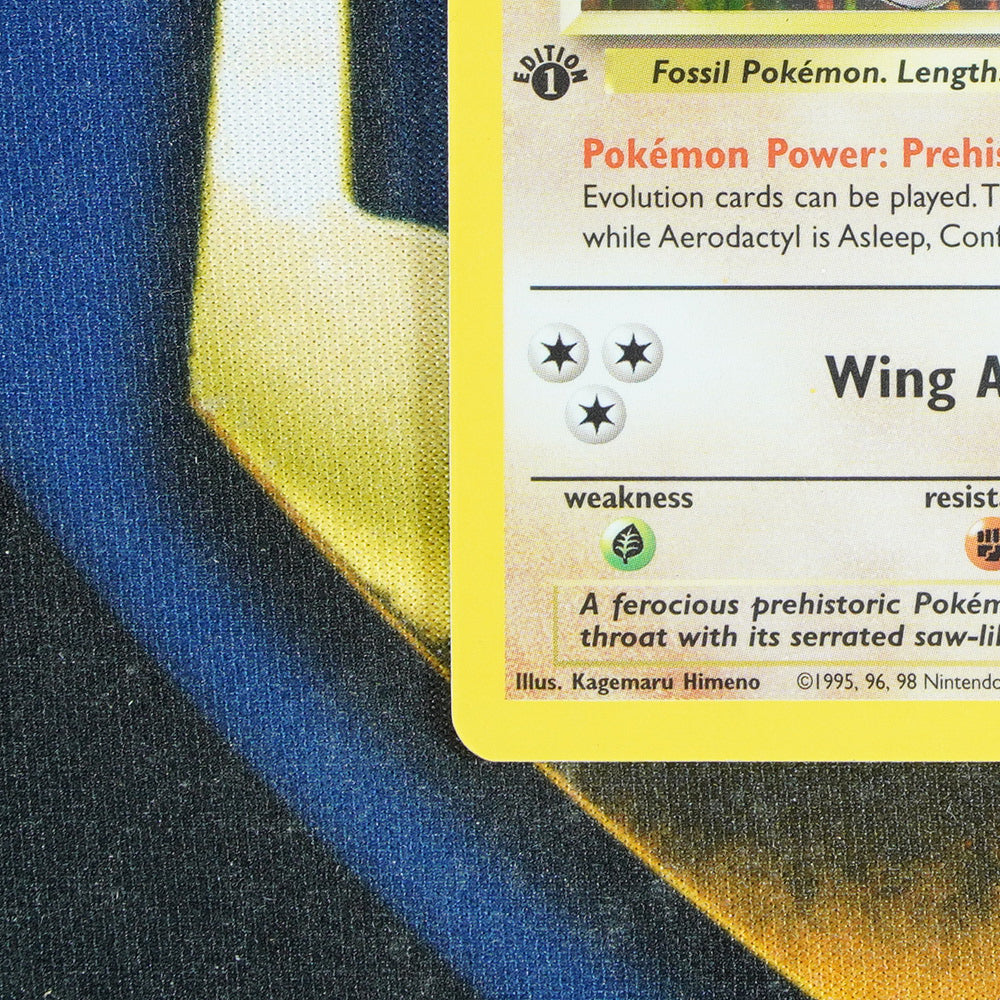 EDITION
1
Fossil Pokémon. Length
Pokémon Power: Prehis
Evolution cards can be played. T
while Aerodactyl is Asleep, Conf
Wing A
weakness
resist
A ferocious prehistoric Pokém
throat with its serrated saw-li
Illus. Kagemaru Himeno ©1995, 96, 98 Nintendo